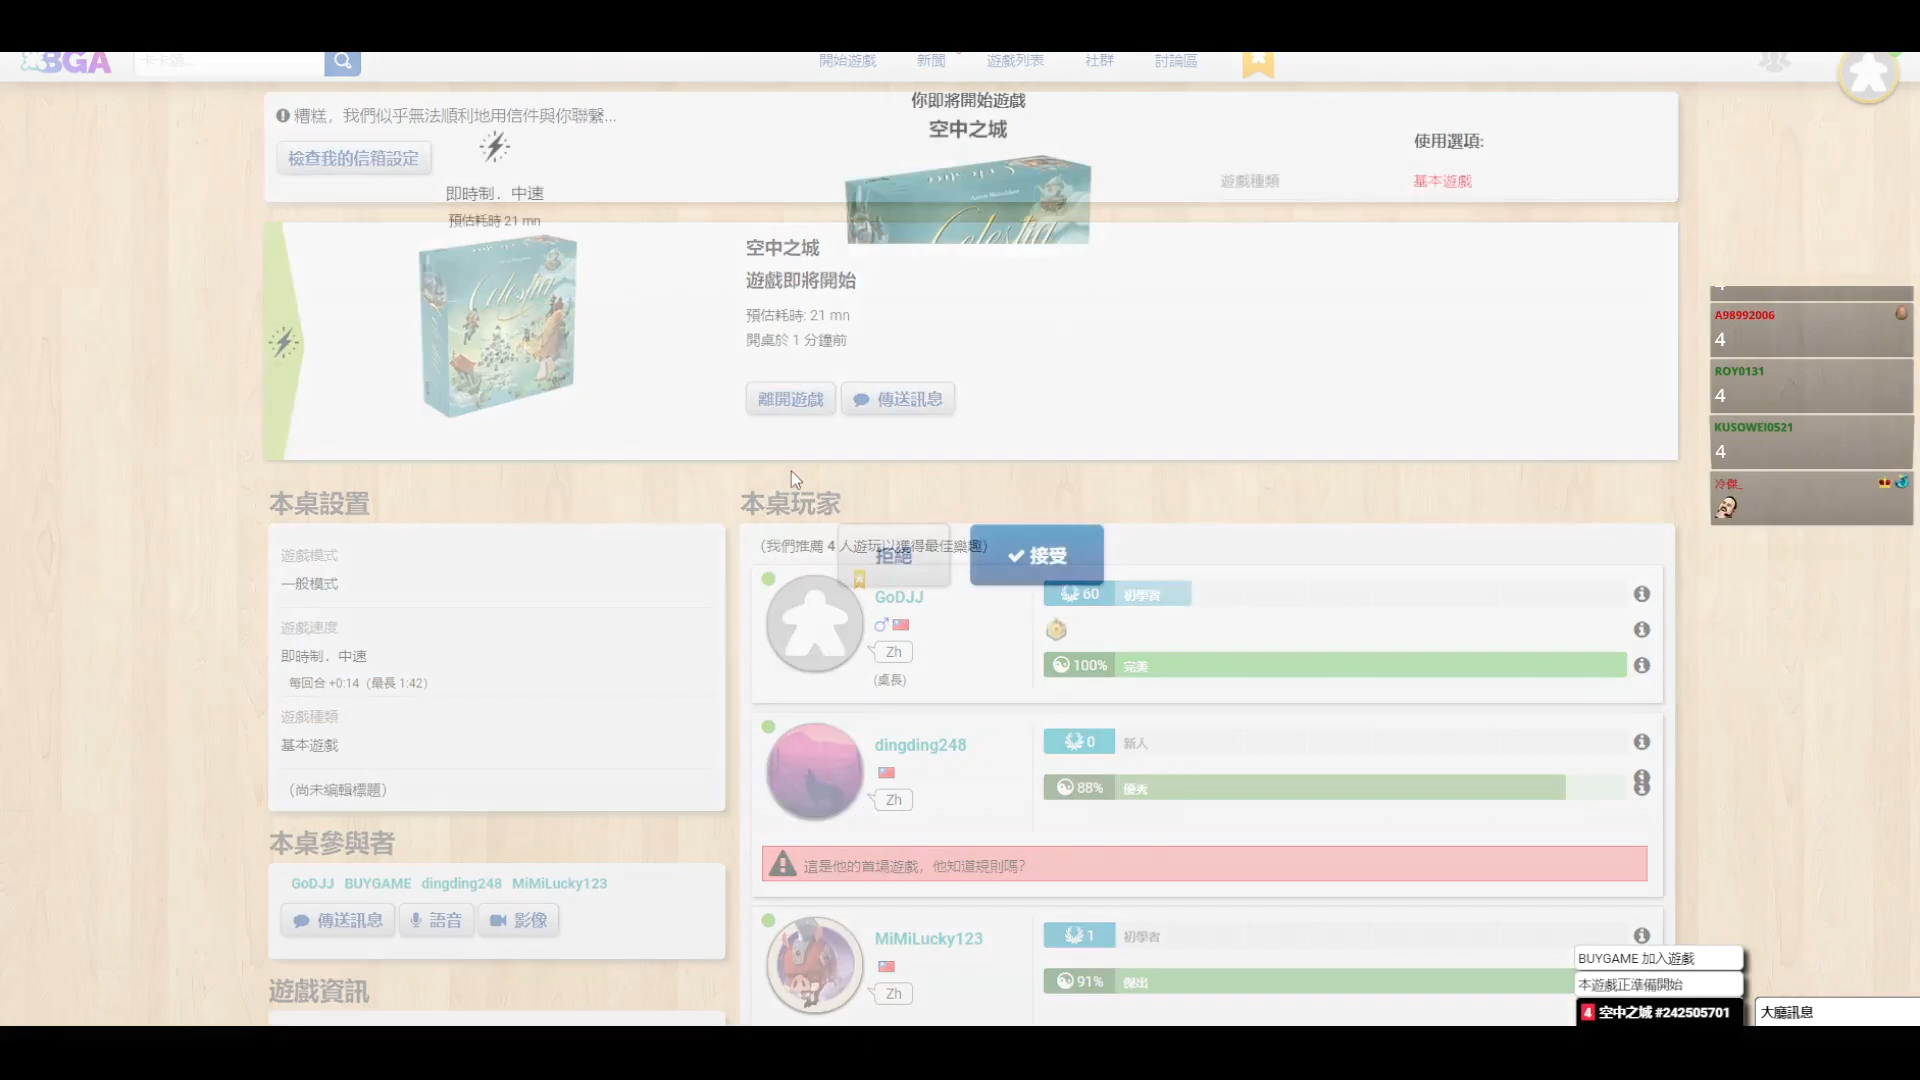 BGA
開始遊戲
新聞
遊戲列表
社群
討論區
糟糕，我們似乎無法順利地用信件與你聯繫...
檢查我的信箱設定
你即將開始遊戲
空中之城
使用選項:
遊戲種類
基本遊戲
即時制．中速
預估耗時 21 mn
Celestia
Celestia
空中之城
遊戲即將開始
預估耗時: 21 mn
開桌於 1 分鐘前
離開遊戲
傳送訊息
A98992006
4
ROY0131
4
KUSOWEI0521
4
冷傑_
本桌設置
遊戲模式
一般模式
遊戲速度
即時制．中速
每回合 +0:14（最長 1:42）
遊戲種類
基本遊戲
（尚未編輯標題）
本桌參與者
GoDJJ BUYGAME dingding248 MiMiLucky123
傳送訊息
語音
影像
遊戲資訊
本桌玩家
（我們推薦 4 人遊玩以獲得最佳樂趣）
拒絕
接受
GoDJJ
Zh
（桌長）
60
初學者
100%
完美
dingding248
Zh
0
新人
88%
優秀
這是他的首場遊戲，他知道規則嗎?
MiMiLucky123
Zh
1
初學者
91%
傑出
BUYGAME 加入遊戲
本遊戲正準備開始
4 空中之城 #242505701
大廳訊息